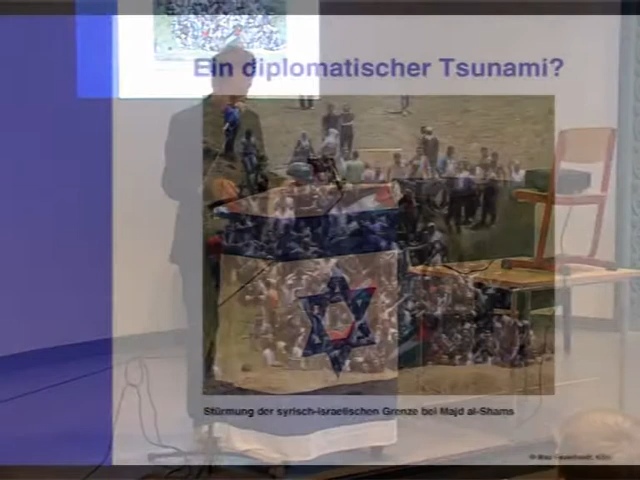 Ein diplomatischer Tsunami?
Stürmung der syrisch-israelischen Grenze bei Majd al-Shams